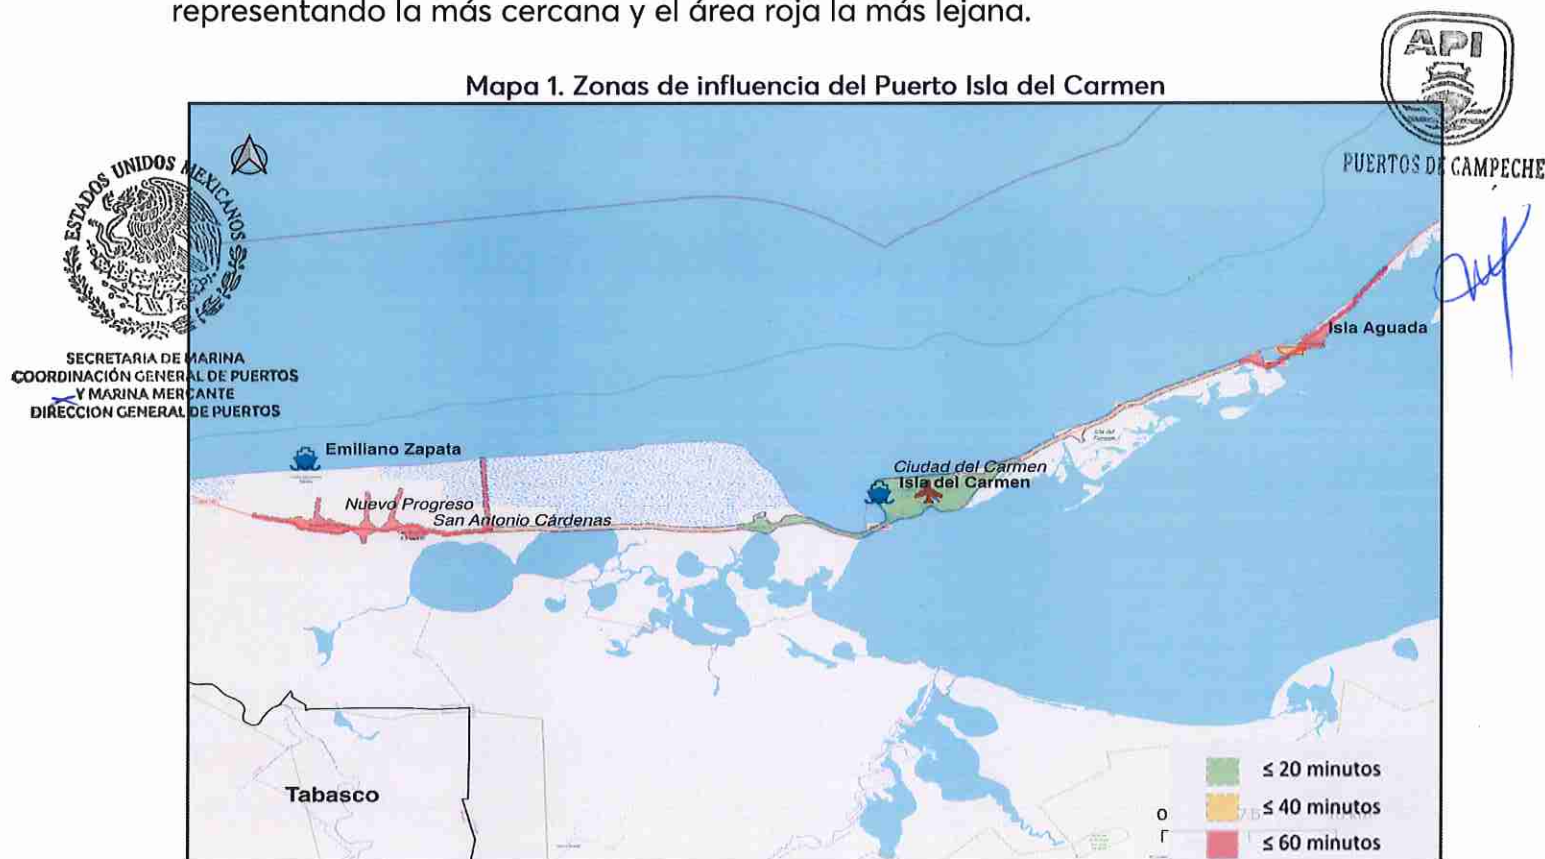 representando la más cercana y el área roja la más lejana.
API
PUERTOS DE CAMPECHE
Mapa 1. Zonas de influencia del Puerto Isla del Carmen
ESTADOS UNIDOS MEXICANOS
SECRETARIA DE MARINA
COORDINACIÓN GENERAL DE PUERTOS
Y MARINA MERCANTE
DIRECCION GENERAL DE PUERTOS
Isla Aguada
Emiliano Zapata
Ciudad del Carmen
Isla del Carmen
Nuevo Progreso
San Antonio Cárdenas
Tabasco
≤ 20 minutos
≤ 40 minutos
≤ 60 minutos
0
7.5